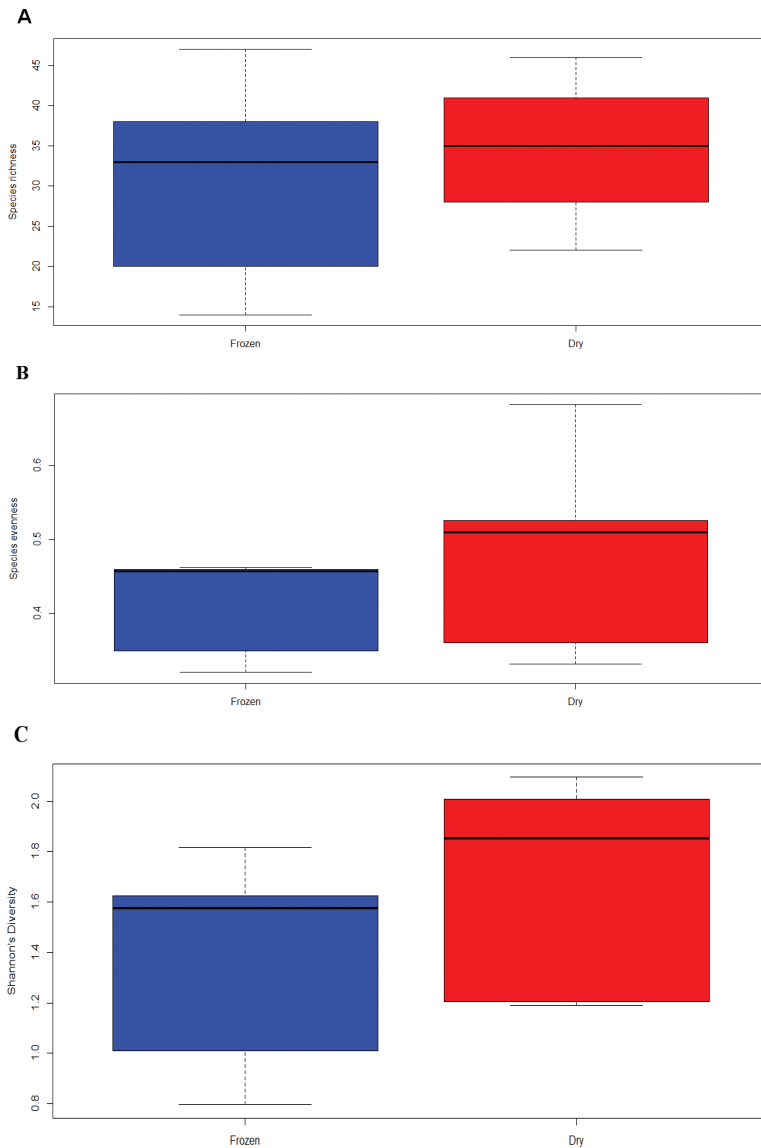 A
Species richness
45
40
35
30
25
20
15
Frozen Dry
B
Species evenness
0.6
0.5
0.4
Frozen Dry
C
Shannon's Diversity
2.0
1.8
1.6
1.4
1.2
1.0
0.8
Frozen Dry